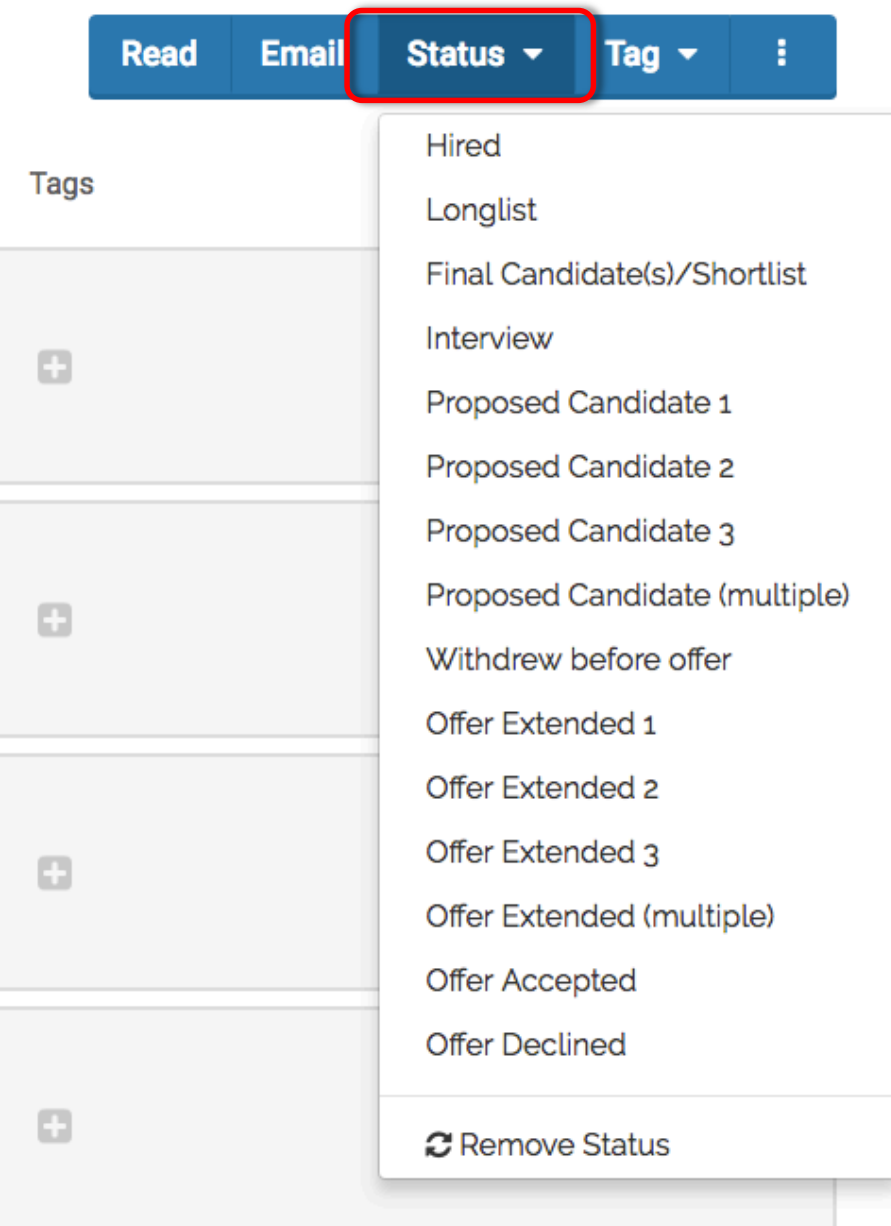 Read Email Status Tag
Tags
Hired
Longlist
Final Candidate(s)/Shortlist
Interview
Proposed Candidate 1
Proposed Candidate 2
Proposed Candidate 3
Proposed Candidate (multiple)
Withdrew before offer
Offer Extended 1
Offer Extended 2
Offer Extended 3
Offer Extended (multiple)
Offer Accepted
Offer Declined
Remove Status